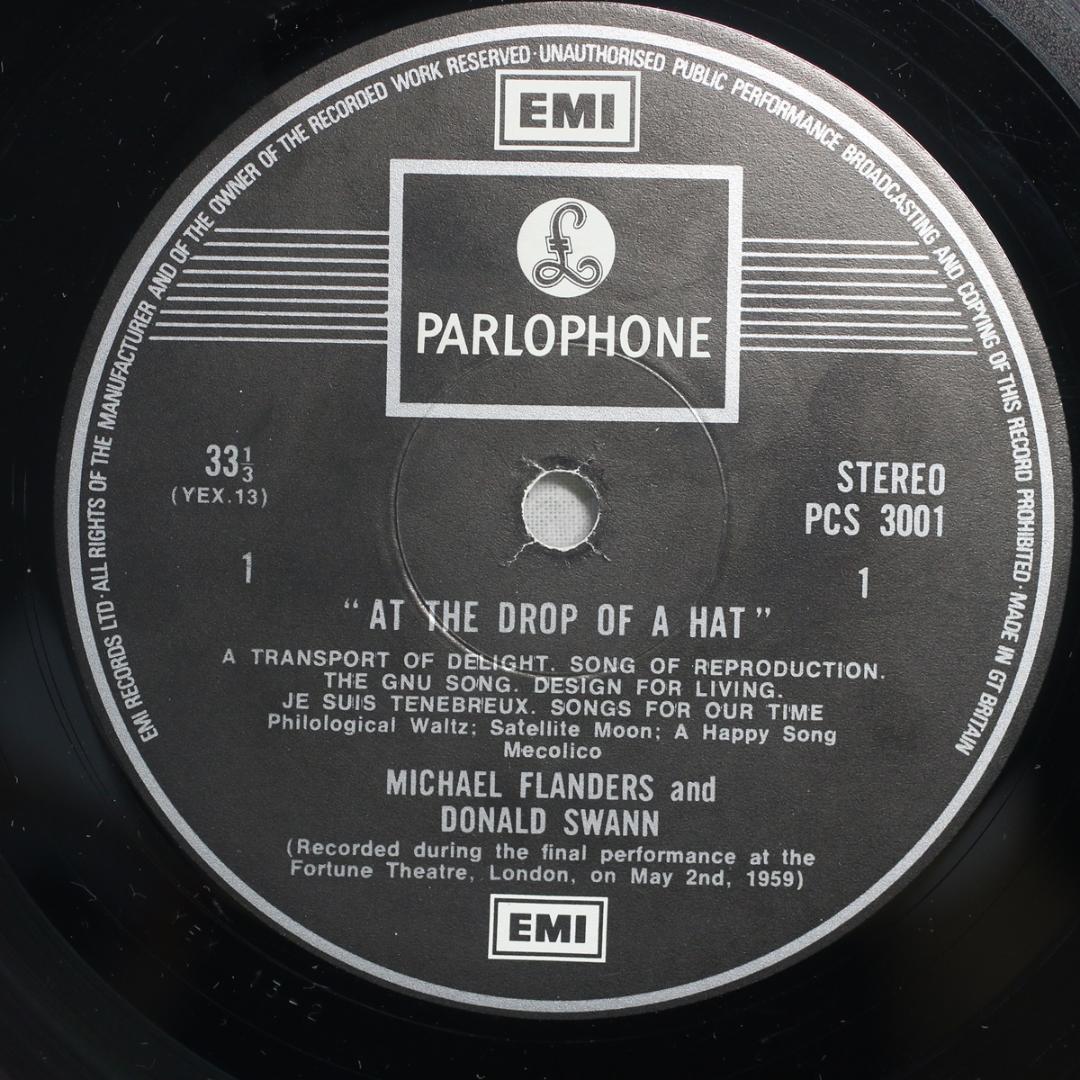 EMI RECORDS LTD · ALL RIGHTS OF THE MANUFACTURER AND OF THE OWNER OF THE RECORDED WORK RESERVED · UNAUTHORISED PUBLIC PERFORMANCE BROADCASTING AND COPYING OF THIS RECORD PROHIBITED · MADE IN GT BRITAIN
EMI
£
PARLOPHONE
33⅓
(YEX.13)
1
STEREO
PCS 3001
1
“AT THE DROP OF A HAT”
A TRANSPORT OF DELIGHT. SONG OF REPRODUCTION.
THE GNU SONG. DESIGN FOR LIVING.
JE SUIS TENEBREUX. SONGS FOR OUR TIME
Philological Waltz; Satellite Moon; A Happy Song
Mecolico
MICHAEL FLANDERS and
DONALD SWANN
(Recorded during the final performance at the
Fortune Theatre, London, on May 2nd, 1959)
EMI